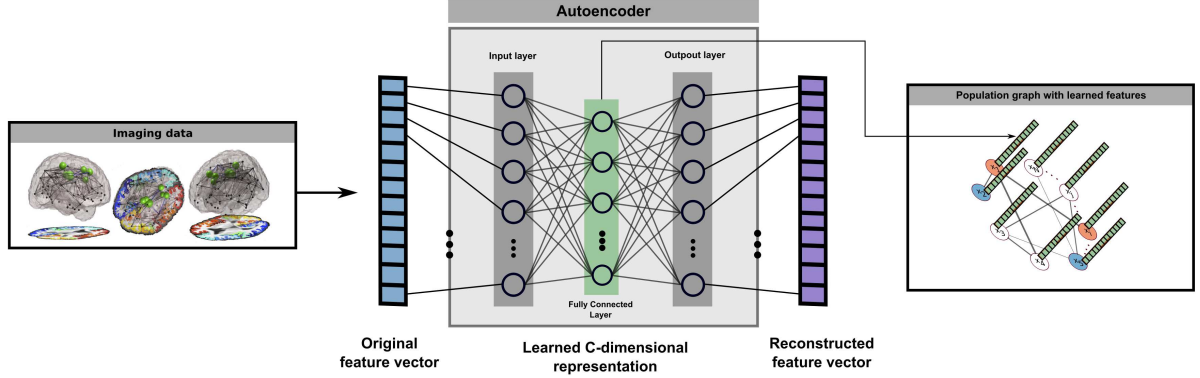 Autoencoder
Imaging data
Input layer
Outpout layer
Population graph with learned features
Fully Connected
Layer
Original
feature vector
Learned C-dimensional
representation
Reconstructed
feature vector